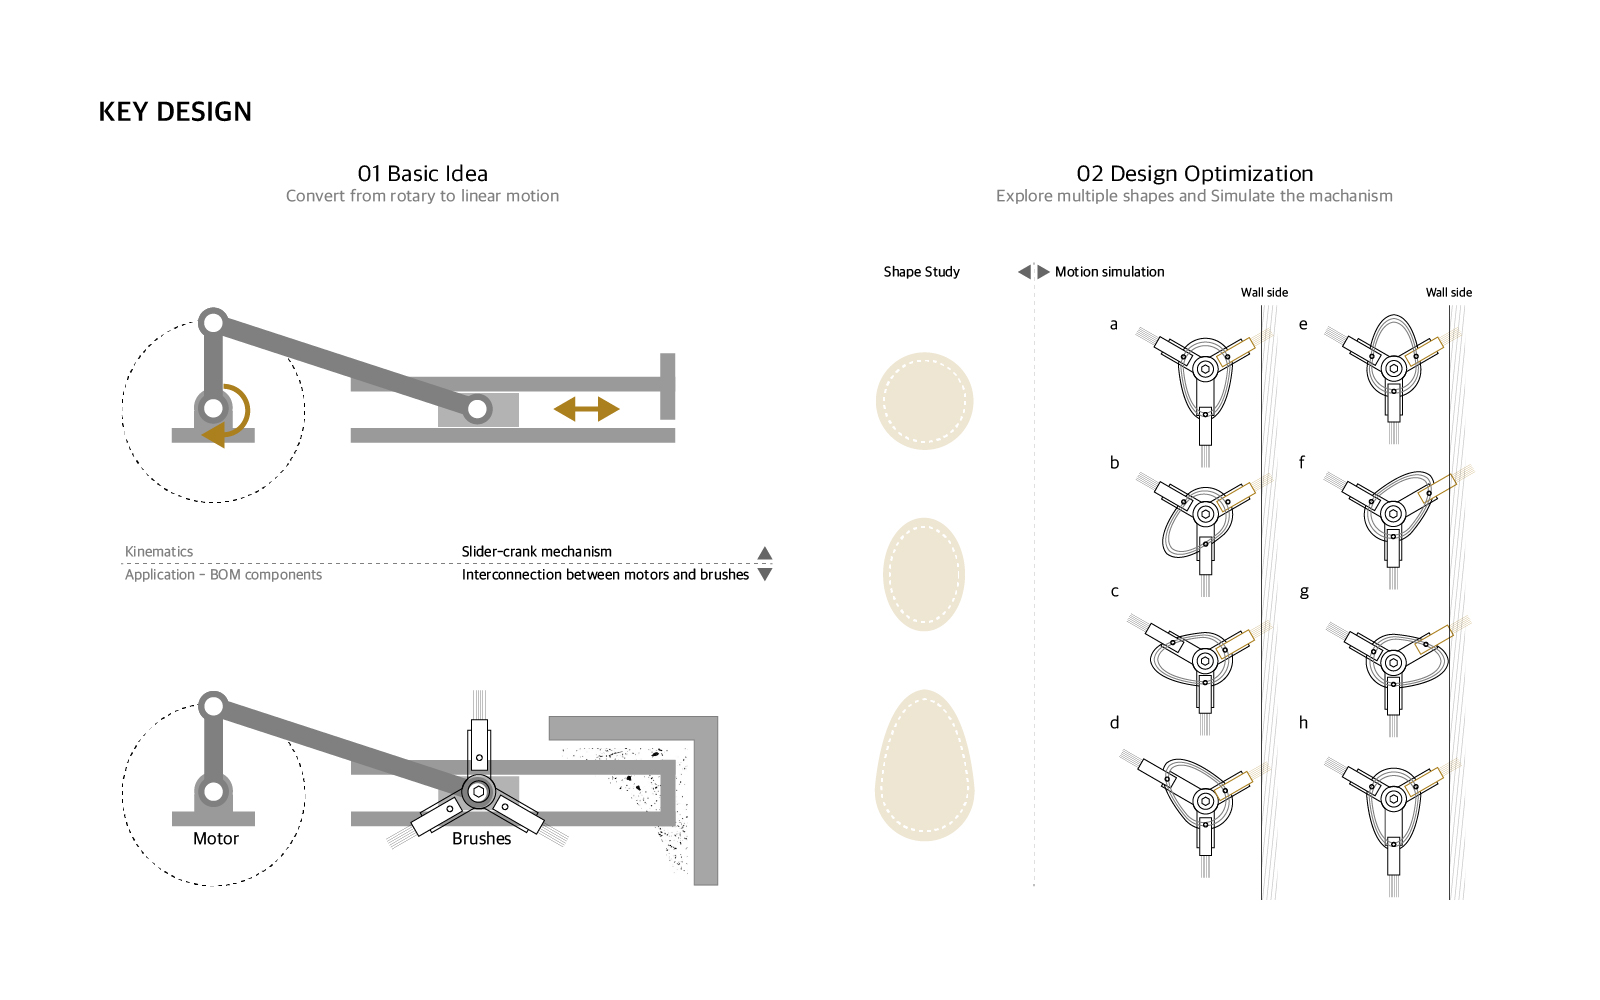 KEY DESIGN
01 Basic Idea
Convert from rotary to linear motion
Kinematics
Slider-crank mechanism
Application - BOM components
Interconnection between motors and brushes
Motor
Brushes
02 Design Optimization
Explore multiple shapes and Simulate the machanism
Shape Study
Motion simulation
Wall side
Wall side
a
e
b
f
c
g
d
h